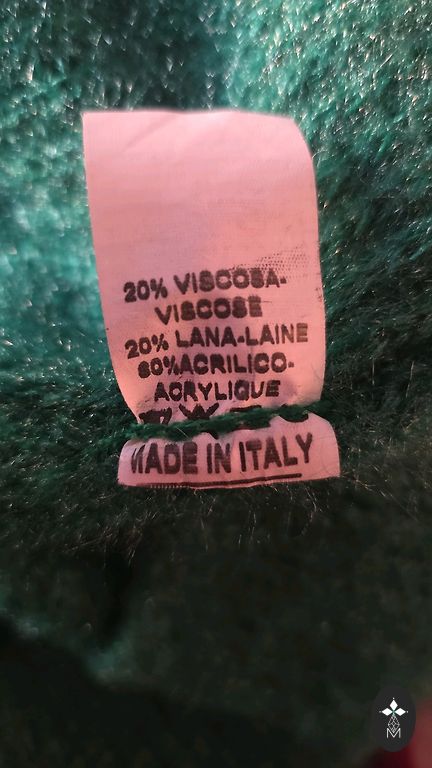 20% VISCOSA-
VISCOSE
20% LANA-LAINE
60%ACRILICO-
ACRYLIQUE
MADE IN ITALY
M